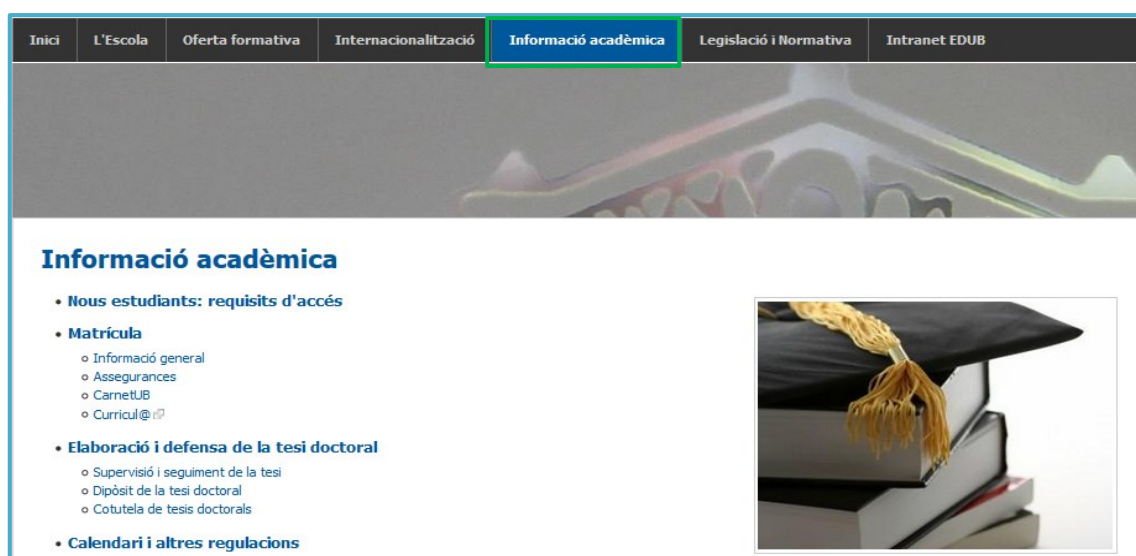 Inici L'Escola Oferta formativa Internacionalització Informació acadèmica Legislació i Normativa Intranet EDUB
Informació acadèmica
• Nous estudiants: requisits d'accés
• Matrícula
o Informació general
o Assegurances
o CarnetUB
o Curricul@
• Elaboració i defensa de la tesi doctoral
o Supervisió i seguiment de la tesi
o Dipòsit de la tesi doctoral
o Cotutela de tesis doctorals
• Calendari i altres regulacions